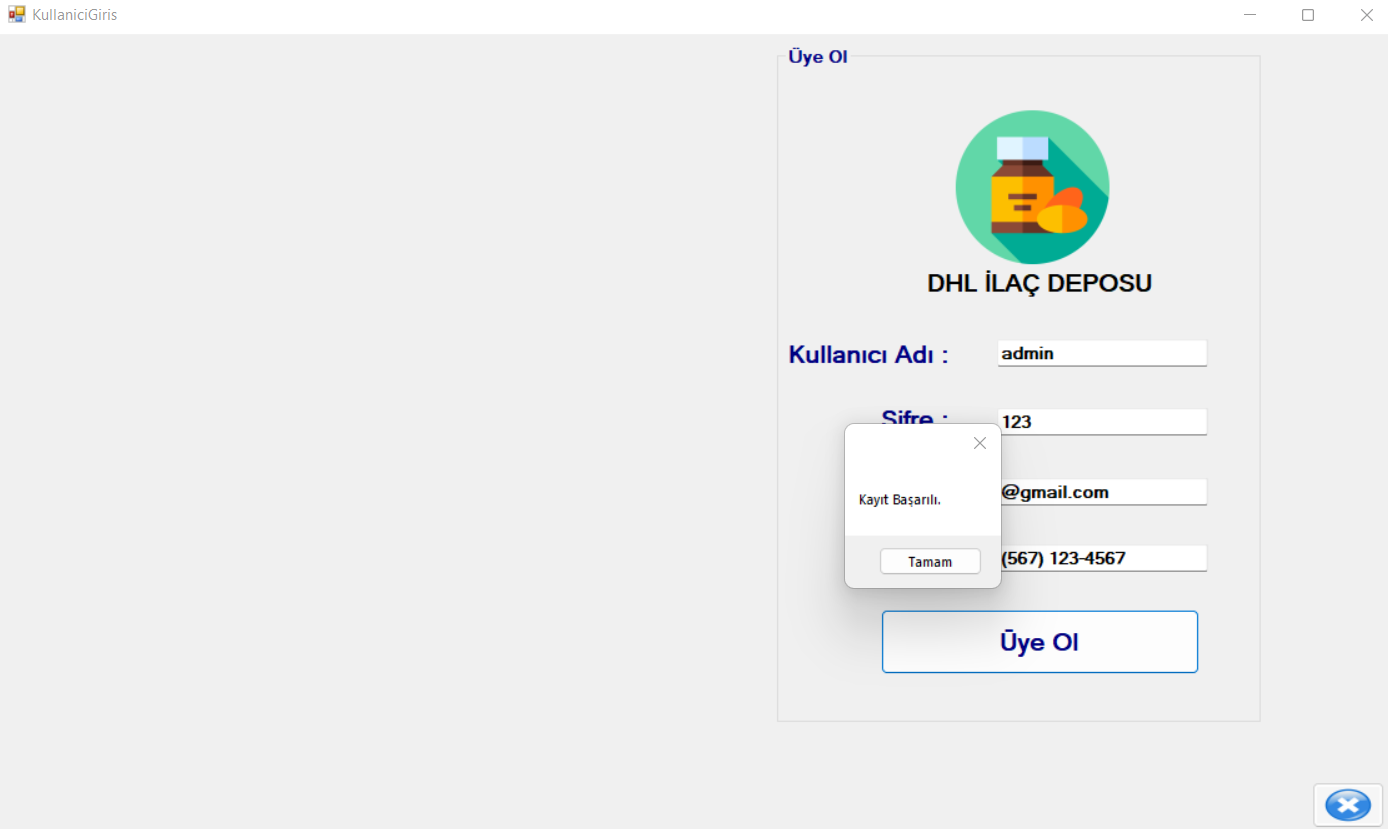 KullaniciGiris
Üye Ol
DHL İLAÇ DEPOSU
Kullanıcı Adı : admin
Şifre : 123
@gmail.com
(567) 123-4567
Kayıt Başarılı.
Tamam
Üye Ol